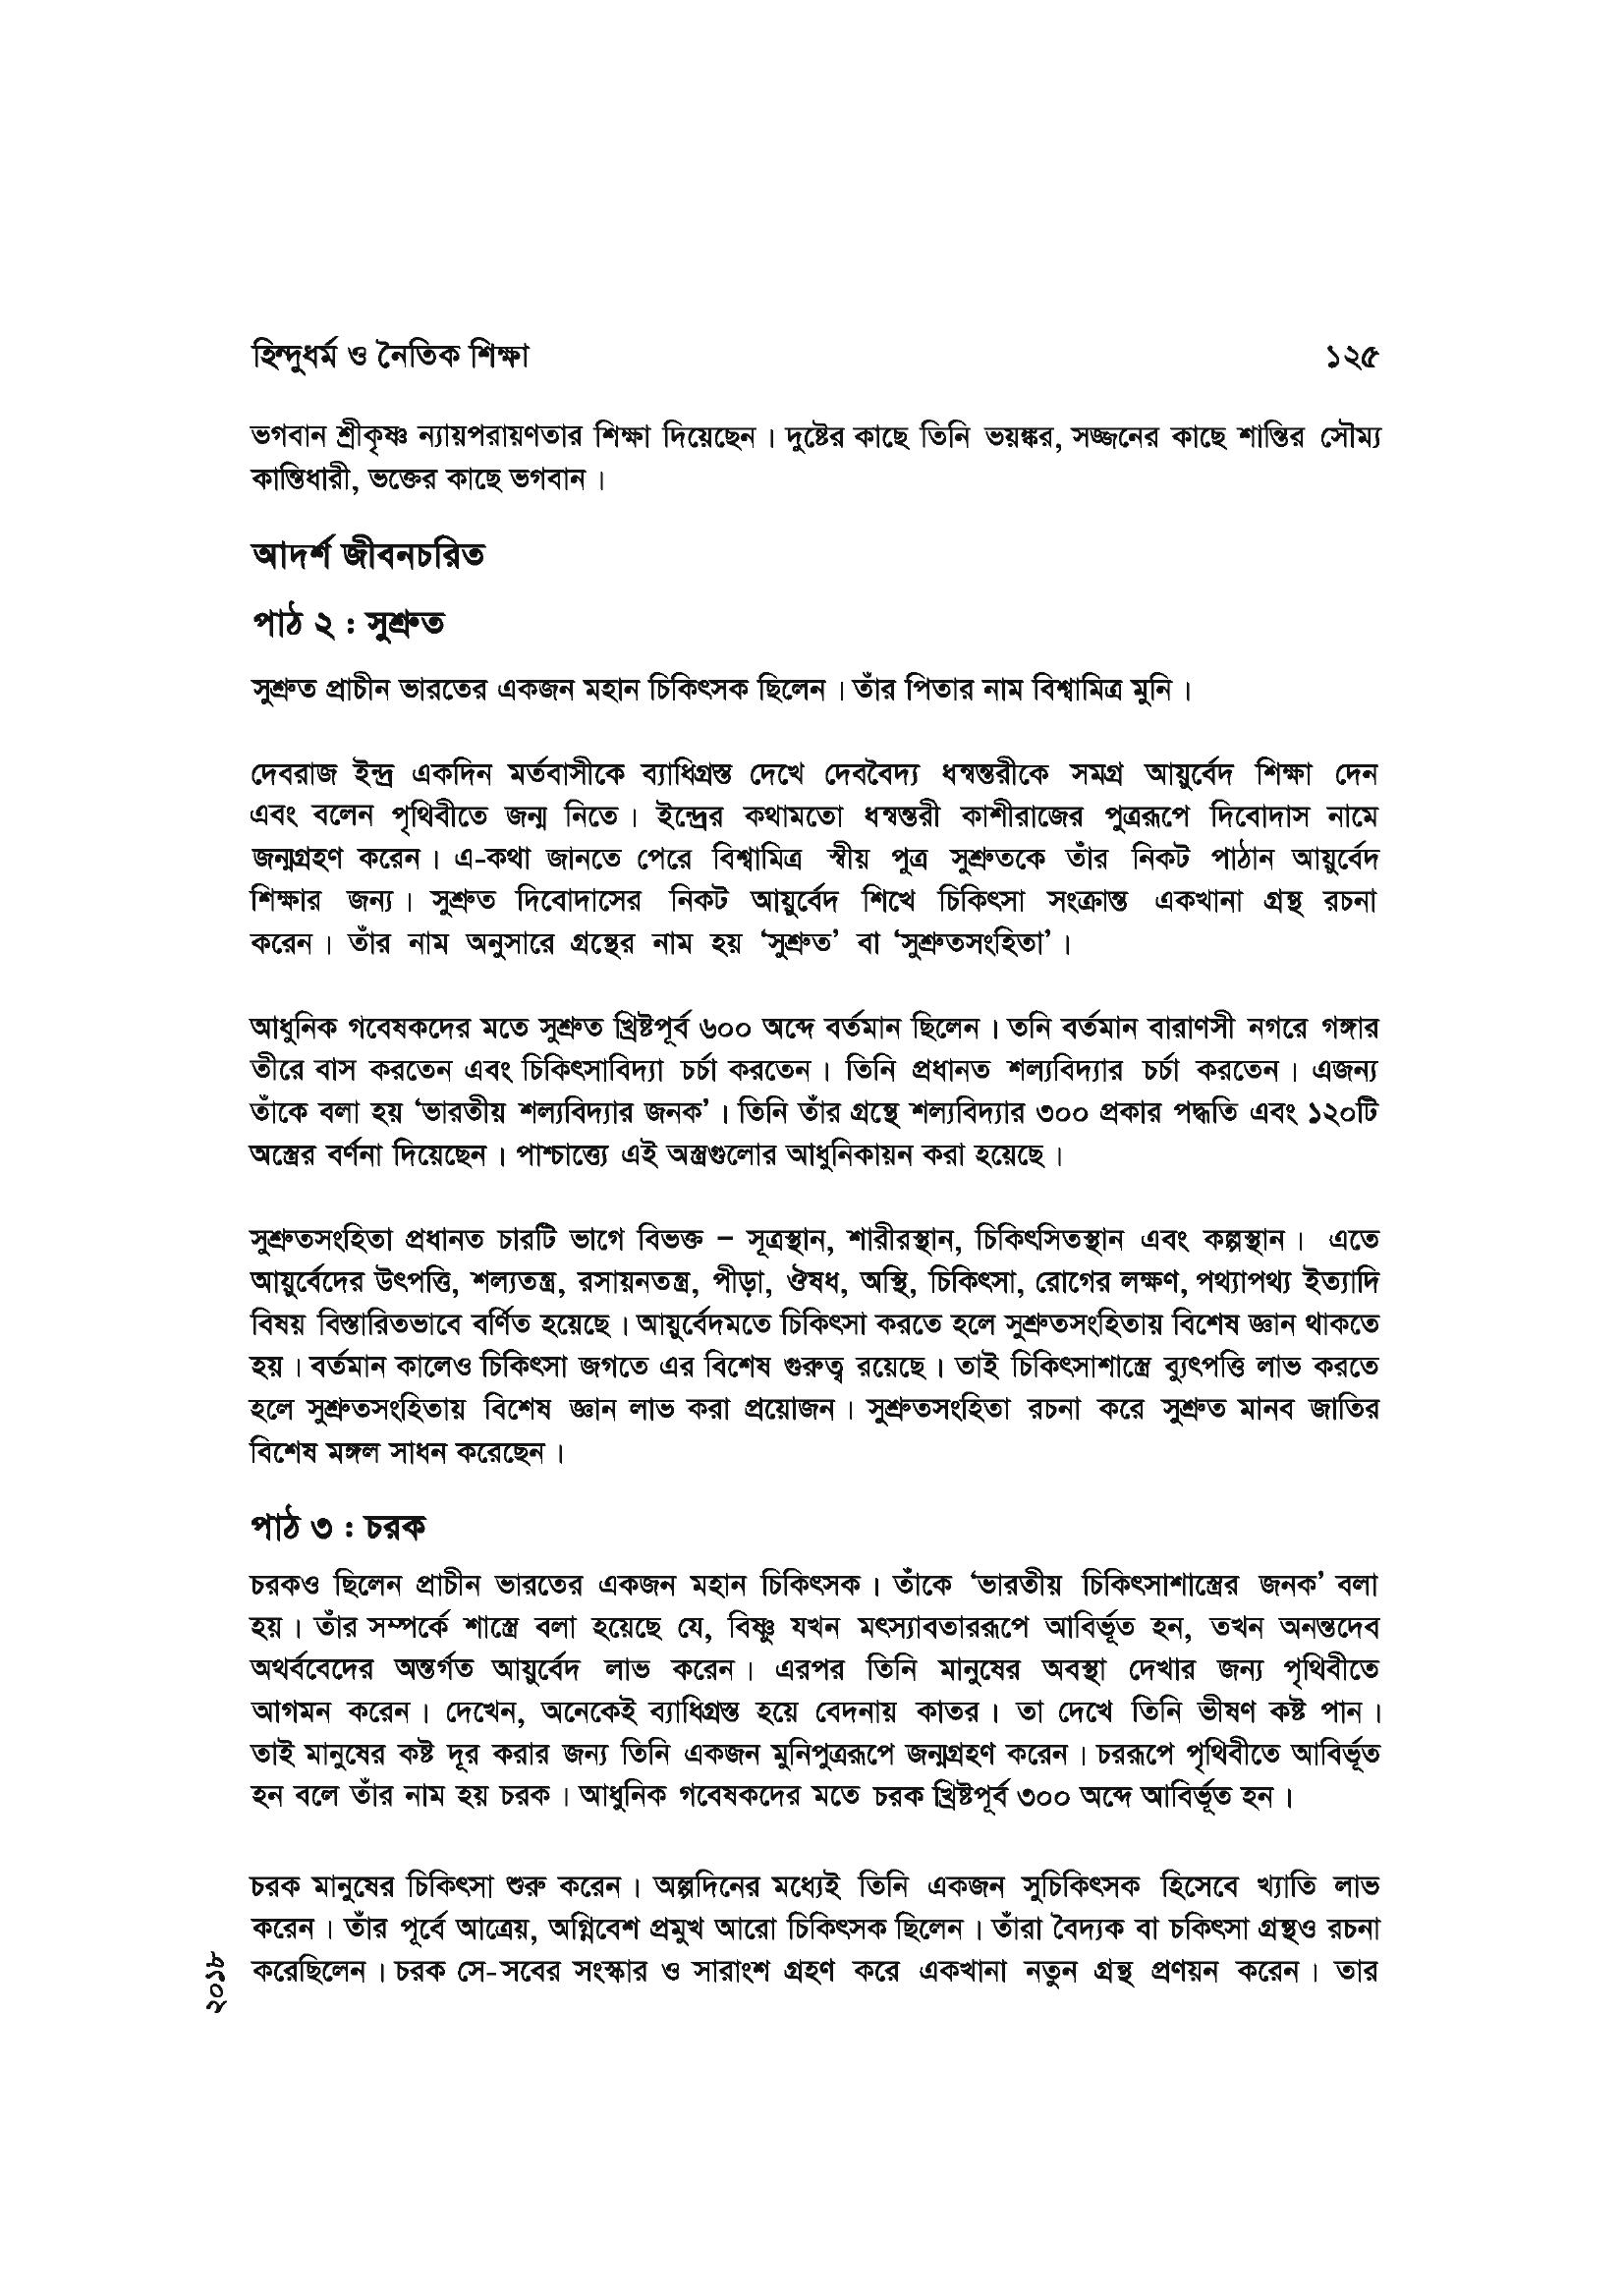 হিন্দুধর্ম ও নৈতিক শিক্ষা ১২৫
ভগবান শ্রীকৃষ্ণ ন্যায়পরায়ণতার শিক্ষা দিয়েছেন। দুষ্টের কাছে তিনি ভয়ঙ্কর, সজ্জনের কাছে শান্তির সৌম্য
কান্তিধারী, ভক্তের কাছে ভগবান।
আদর্শ জীবনচরিত
পাঠ ২ : সুশ্রুত
সুশ্রুত প্রাচীন ভারতের একজন মহান চিকিৎসক ছিলেন। তাঁর পিতার নাম বিশ্বামিত্র মুনি।
দেবরাজ ইন্দ্র একদিন মর্তবাসীকে ব্যাধিগ্রস্ত দেখে দেববৈদ্য ধন্বন্তরীকে সমগ্র আয়ুর্বেদ শিক্ষা দেন
এবং বলেন পৃথিবীতে জন্ম নিতে। ইন্দ্রের কথামতো ধন্বন্তরী কাশীরাজের পুত্ররূপে দিবোদাস নামে
জন্মগ্রহণ করেন। এ-কথা জানতে পেরে বিশ্বামিত্র স্বীয় পুত্র সুশ্রুতকে তাঁর নিকট পাঠান আয়ুর্বেদ
শিক্ষার জন্য। সুশ্রুত দিবোদাসের নিকট আয়ুর্বেদ শিখে চিকিৎসা সংক্রান্ত একখানা গ্রন্থ রচনা
করেন। তাঁর নাম অনুসারে গ্রন্থের নাম হয় ‘সুশ্রুত’ বা ‘সুশ্রুতসংহিতা’।
আধুনিক গবেষকদের মতে সুশ্রুত খ্রিষ্টপূর্ব ৬০০ অব্দে বর্তমান ছিলেন। তনি বর্তমান বারাণসী নগরে গঙ্গার
তীরে বাস করতেন এবং চিকিৎসাবিদ্যা চর্চা করতেন। তিনি প্রধানত শল্যবিদ্যার চর্চা করতেন। এজন্য
তাঁকে বলা হয় ‘ভারতীয় শল্যবিদ্যার জনক’। তিনি তাঁর গ্রন্থে শল্যবিদ্যার ৩০০ প্রকার পদ্ধতি এবং ১২০টি
অস্ত্রের বর্ণনা দিয়েছেন। পাশ্চাত্ত্যে এই অস্ত্রগুলোর আধুনিকায়ন করা হয়েছে।
সুশ্রুতসংহিতা প্রধানত চারটি ভাগে বিভক্ত – সূত্রস্থান, শারীরস্থান, চিকিৎসিতস্থান এবং কল্পস্থান। এতে
আয়ুর্বেদের উৎপত্তি, শল্যতন্ত্র, রসায়নতন্ত্র, পীড়া, ঔষধ, অস্থি, চিকিৎসা, রোগের লক্ষণ, পথ্যাপথ্য ইত্যাদি
বিষয় বিস্তারিতভাবে বর্ণিত হয়েছে। আয়ুর্বেদমতে চিকিৎসা করতে হলে সুশ্রুতসংহিতায় বিশেষ জ্ঞান থাকতে
হয়। বর্তমান কালেও চিকিৎসা জগতে এর বিশেষ গুরুত্ব রয়েছে। তাই চিকিৎসাশাস্ত্রে ব্যুৎপত্তি লাভ করতে
হলে সুশ্রুতসংহিতায় বিশেষ জ্ঞান লাভ করা প্রয়োজন। সুশ্রুতসংহিতা রচনা করে সুশ্রুত মানব জাতির
বিশেষ মঙ্গল সাধন করেছেন।
পাঠ ৩ : চরক
চরকও ছিলেন প্রাচীন ভারতের একজন মহান চিকিৎসক। তাঁকে ‘ভারতীয় চিকিৎসাশাস্ত্রের জনক’ বলা
হয়। তাঁর সম্পর্কে শাস্ত্রে বলা হয়েছে যে, বিষ্ণু যখন মৎস্যাবতাররূপে আবির্ভূত হন, তখন অনন্তদেব
অথর্ববেদের অন্তর্গত আয়ুর্বেদ লাভ করেন। এরপর তিনি মানুষের অবস্থা দেখার জন্য পৃথিবীতে
আগমন করেন। দেখেন, অনেকেই ব্যাধিগ্রস্ত হয়ে বেদনায় কাতর। তা দেখে তিনি ভীষণ কষ্ট পান।
তাই মানুষের কষ্ট দূর করার জন্য তিনি একজন মুনিপুত্ররূপে জন্মগ্রহণ করেন। চররূপে পৃথিবীতে আবির্ভূত
হন বলে তাঁর নাম হয় চরক। আধুনিক গবেষকদের মতে চরক খ্রিষ্টপূর্ব ৩০০ অব্দে আবির্ভূত হন।
চরক মানুষের চিকিৎসা শুরু করেন। অল্পদিনের মধ্যেই তিনি একজন সুচিকিৎসক হিসেবে খ্যাতি লাভ
করেন। তাঁর পূর্বে আত্রেয়, অগ্নিবেশ প্রমুখ আরো চিকিৎসক ছিলেন। তাঁরা বৈদ্যক বা চকিৎসা গ্রন্থও রচনা
করেছিলেন। চরক সে-সবের সংস্কার ও সারাংশ গ্রহণ করে একখানা নতুন গ্রন্থ প্রণয়ন করেন। তার
২০১৮